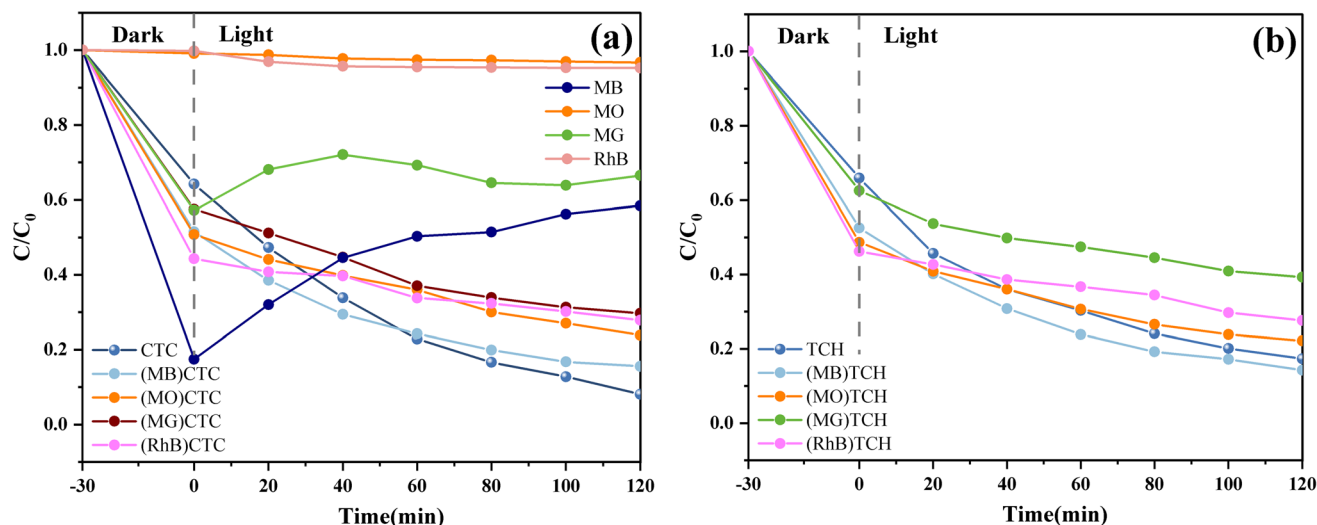 Dark
Light
(a)
MB
MO
MG
RhB
CTC
(MB)CTC
(MO)CTC
(MG)CTC
(RhB)CTC
C/C₀
1.0
0.8
0.6
0.4
0.2
0.0
-30
0
20
40
60
80
100
120
Time(min)
Dark
Light
(b)
TCH
(MB)TCH
(MO)TCH
(MG)TCH
(RhB)TCH
C/C₀
1.0
0.8
0.6
0.4
0.2
0.0
-30
0
20
40
60
80
100
120
Time(min)